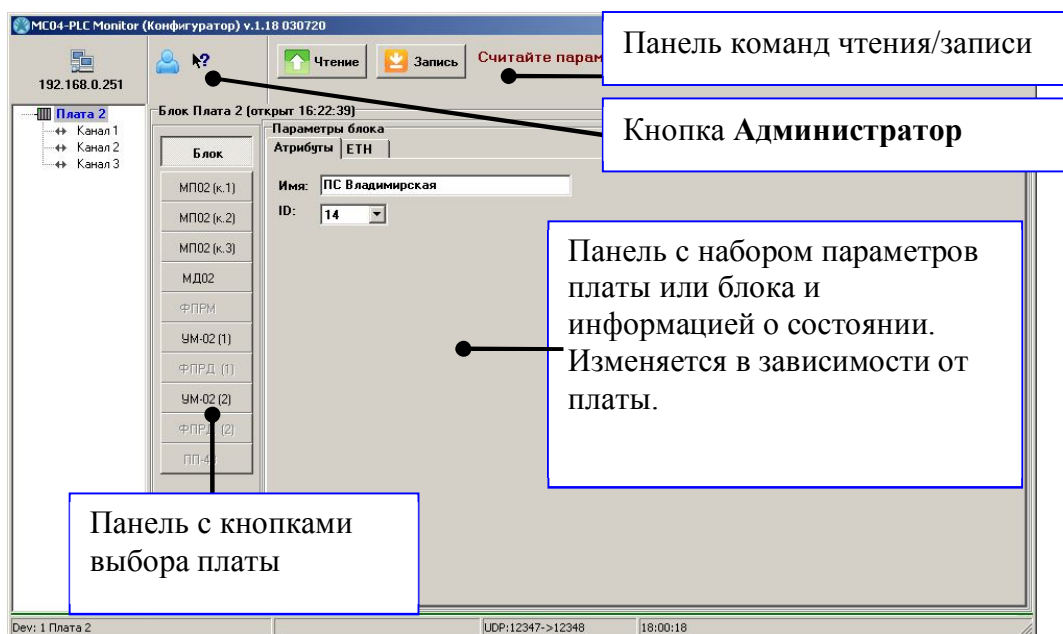 MC04-PLC Monitor (Конфигуратор) v.1.18 030720
192.168.0.251
Чтение
Запись
Считайте парам
Панель команд чтения/записи
Кнопка Администратор
Плата 2
Канал 1
Канал 2
Канал 3
Блок Плата 2 (открыт 16:22:39)
Блок
МП02 (к.1)
МП02 (к.2)
МП02 (к.3)
МД02
ФПРМ
УМ-02 (1)
ФПРД (1)
УМ-02 (2)
ФПРД (2)
Параметры блока
Атрибуты
ETH
Имя: ПС Владимирская
ID: 14
Панель с набором параметров
платы или блока и
информацией о состоянии.
Изменяется в зависимости от
платы.
Панель с кнопками
выбора платы
Dev: 1 Плата 2
UDP:12347->12348
18:00:18